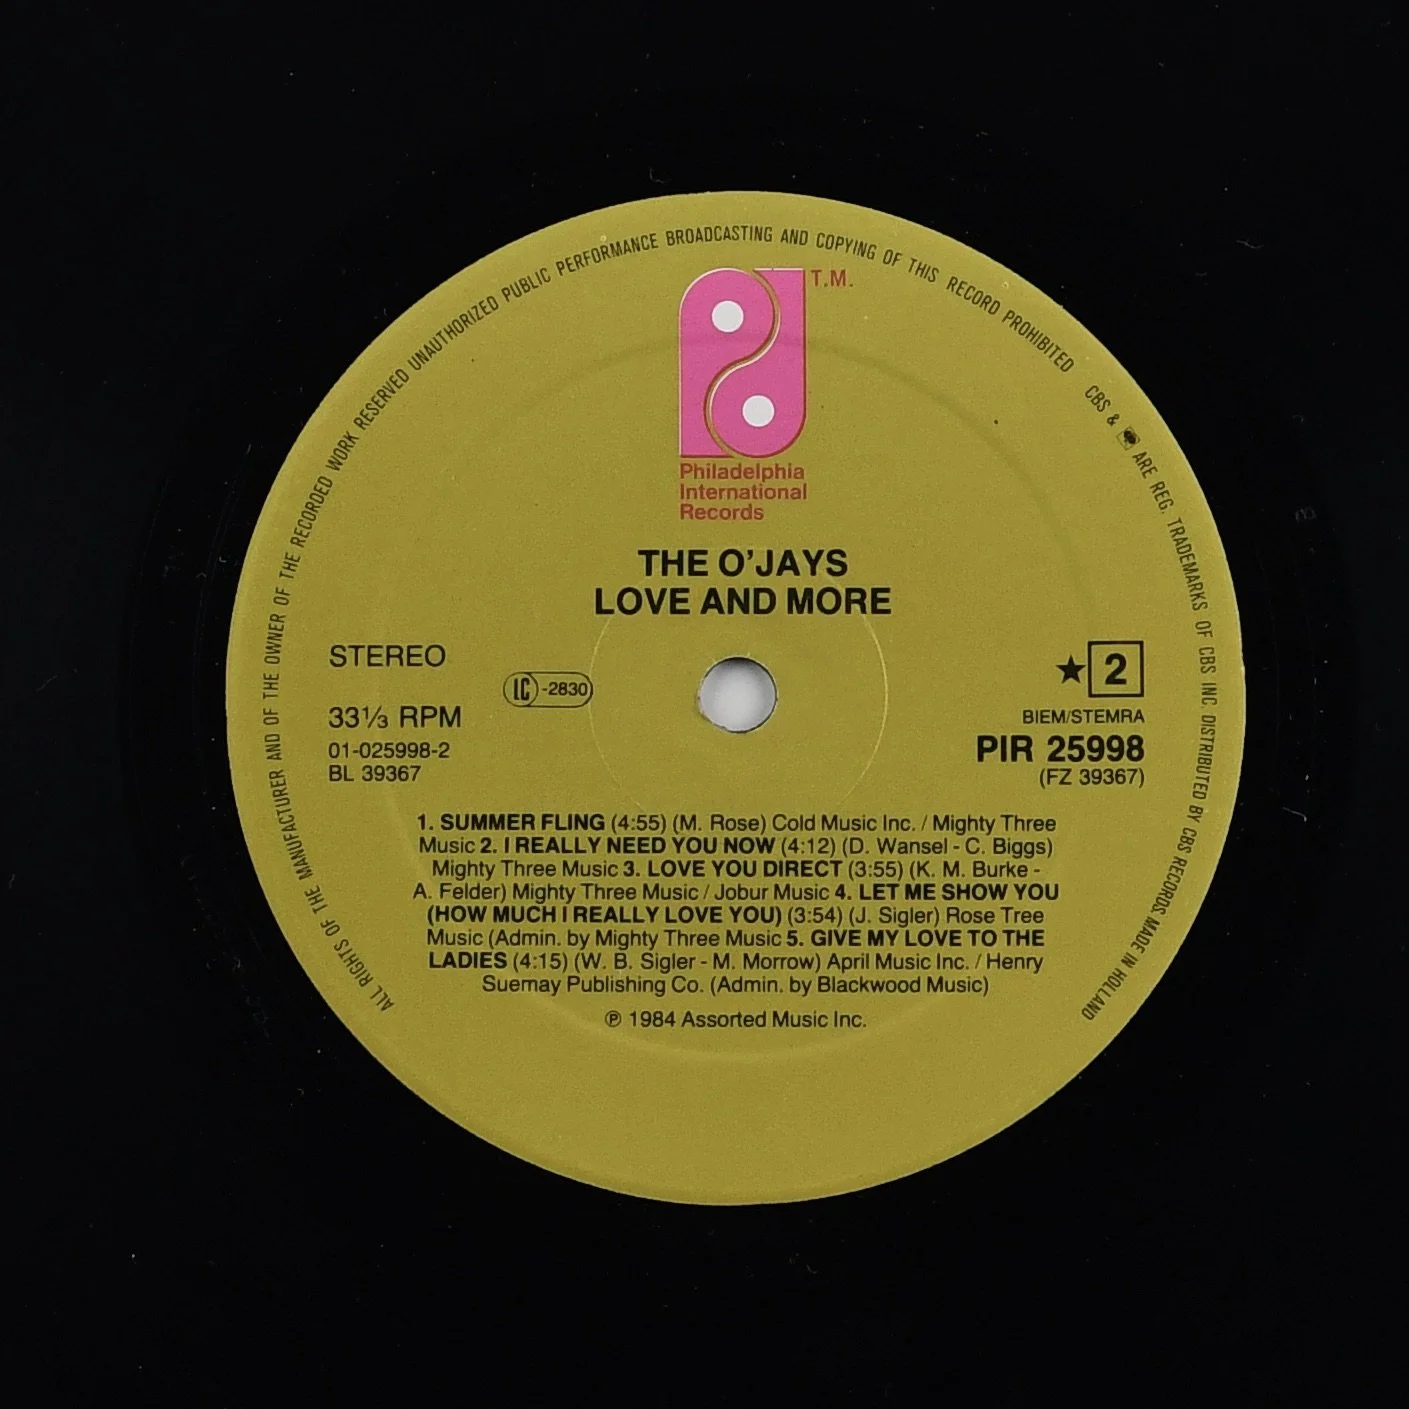 ALL RIGHTS OF THE MANUFACTURER AND OF THE OWNER OF THE RECORDED WORK RESERVED UNAUTHORIZED PUBLIC PERFORMANCE BROADCASTING AND COPYING OF THIS RECORD PROHIBITED
CBS & ARE REG. TRADEMARKS OF CBS INC. DISTRIBUTED BY CBS RECORDS. MADE IN HOLLAND
T.M.
Philadelphia
International
Records
THE O'JAYS
LOVE AND MORE
STEREO
LC -2830
★ 2
33⅓ RPM
BIEM/STEMRA
01-025998-2
PIR 25998
BL 39367
(FZ 39367)
1. SUMMER FLING (4:55) (M. Rose) Cold Music Inc. / Mighty Three
Music 2. I REALLY NEED YOU NOW (4:12) (D. Wansel - C. Biggs)
Mighty Three Music 3. LOVE YOU DIRECT (3:55) (K. M. Burke -
A. Felder) Mighty Three Music / Jobur Music 4. LET ME SHOW YOU
(HOW MUCH I REALLY LOVE YOU) (3:54) (J. Sigler) Rose Tree
Music (Admin. by Mighty Three Music 5. GIVE MY LOVE TO THE
LADIES (4:15) (W. B. Sigler - M. Morrow) April Music Inc. / Henry
Suemay Publishing Co. (Admin. by Blackwood Music)
℗ 1984 Assorted Music Inc.